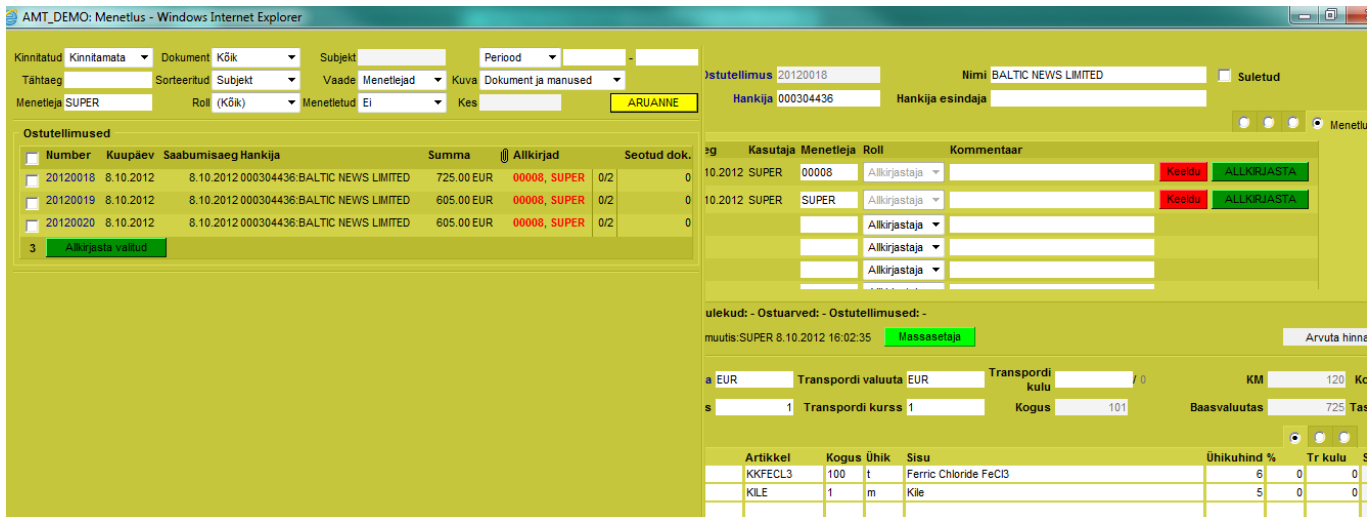 AMT_DEMO: Menetlus - Windows Internet Explorer
Kinnitatud Kinnitamata Dokument Kõik Subjekt Periood -
Tähtaeg Sorteeritud Subjekt Vaade Menetlejad Kuva Dokument ja manused
Menetleja SUPER Roll (Kõik) Menetletud Ei Kes ARUANNE
Ostutellimused
Number Kuupäev Saabumisaeg Hankija Summa Allkirjad Seotud dok.
20120018 8.10.2012 8.10.2012 000304436:BALTIC NEWS LIMITED 725.00 EUR 00008, SUPER 0/2 0
20120019 8.10.2012 8.10.2012 000304436:BALTIC NEWS LIMITED 605.00 EUR 00008, SUPER 0/2 0
20120020 8.10.2012 8.10.2012 000304436:BALTIC NEWS LIMITED 605.00 EUR 00008, SUPER 0/2 0
3 Allkirjasta valitud
Ostutellimus 20120018 Nimi BALTIC NEWS LIMITED Suletud
Hankija 000304436 Hankija esindaja
Menetlu
eg Kasutaja Menetleja Roll Kommentaar
10.2012 SUPER 00008 Allkirjastaja Keeldu ALLKIRJASTA
10.2012 SUPER SUPER Allkirjastaja Keeldu ALLKIRJASTA
Allkirjastaja
Allkirjastaja
Allkirjastaja
ulekud: - Ostuarved: - Ostutellimused: -
muutis:SUPER 8.10.2012 16:02:35 Massasetaja Arvuta hinna
a EUR Transpordi valuuta EUR Transpordi kulu / 0 KM 120 Ko
s 1 Transpordi kurss 1 Kogus 101 Baasvaluutas 725 Tas
Artikkel Kogus Ühik Sisu Ühikuhind % Tr kulu S
KKFECL3 100 t Ferric Chloride FeCl3 6 0 0
KILE 1 m Kile 5 0 0